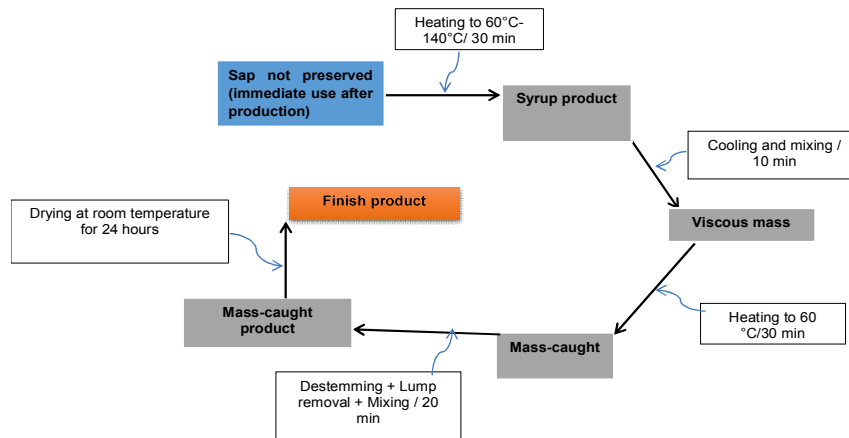 Heating to 60°C-
140°C/ 30 min
Sap not preserved
(immediate use after
production)
Syrup product
Cooling and mixing /
10 min
Viscous mass
Heating to 60
°C/30 min
Mass-caught
Destemming + Lump
removal + Mixing / 20
min
Mass-caught
product
Drying at room temperature
for 24 hours
Finish product